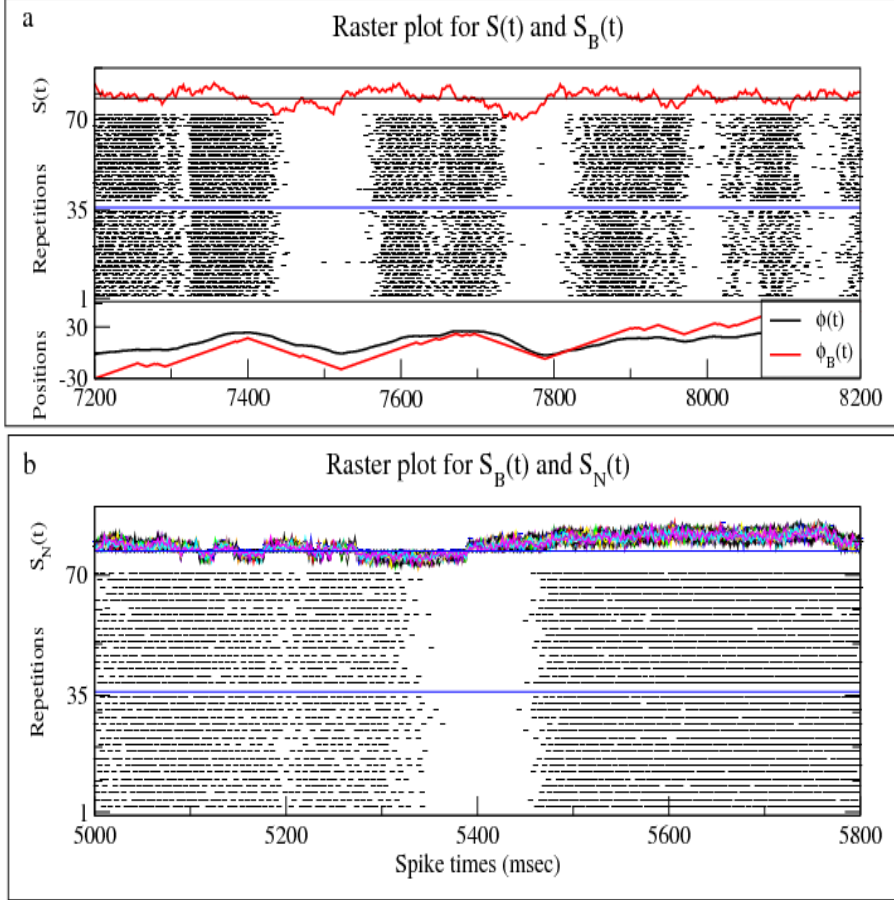 a
Raster plot for S(t) and S_B(t)
S(t)
70
Repetitions
35
1
30
Positions
-30
ϕ(t)
ϕ_B(t)
7200 7400 7600 7800 8000 8200
b
Raster plot for S_B(t) and S_N(t)
S_N(t)
70
Repetitions
35
1
5000 5200 5400 5600 5800
Spike times (msec)